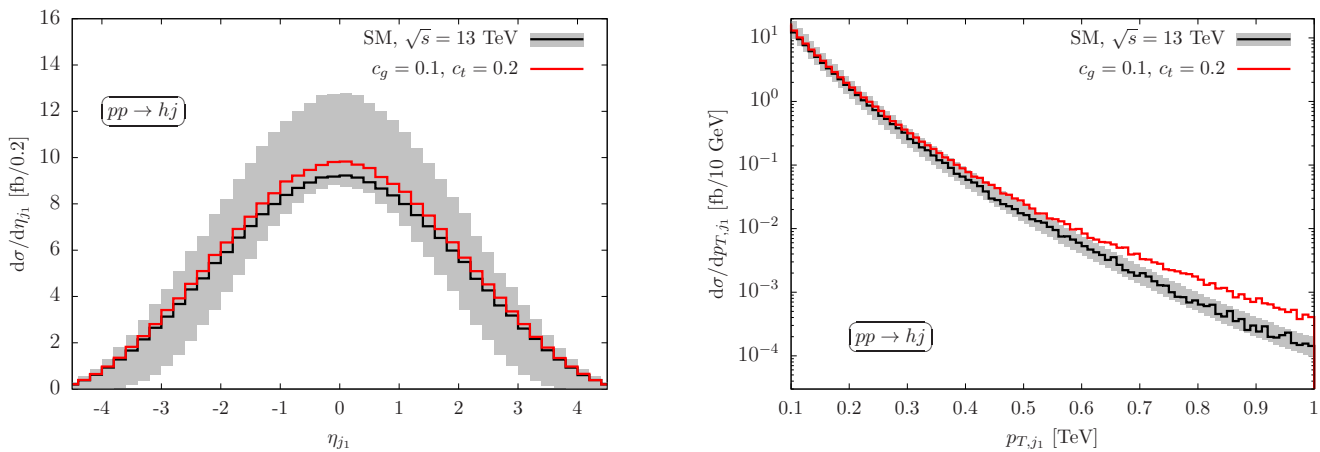 16
14
12
10
8
6
4
2
0
dσ/dη_{j_1} [fb/0.2]
SM, √s = 13 TeV
c_g = 0.1, c_t = 0.2
pp → hj
-4 -3 -2 -1 0 1 2 3 4
η_{j_1}
10^1
10^0
10^{-1}
10^{-2}
10^{-3}
10^{-4}
dσ/dp_{T,j_1} [fb/10 GeV]
SM, √s = 13 TeV
c_g = 0.1, c_t = 0.2
pp → hj
0.1 0.2 0.3 0.4 0.5 0.6 0.7 0.8 0.9 1
p_{T,j_1} [TeV]